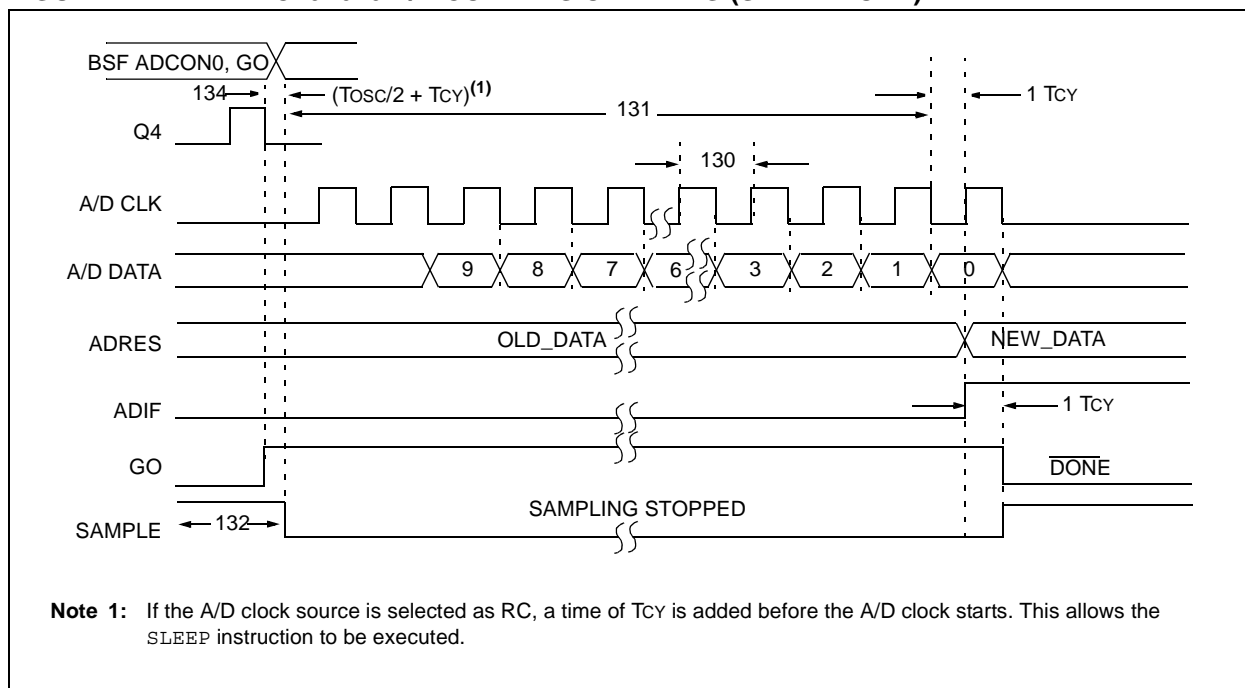 BSF ADCON0, GO
134
(TOSC/2 + TCY)(1)
131
1 TCY
Q4
130
A/D CLK
A/D DATA
9 8 7 6 3 2 1 0
ADRES
OLD_DATA
NEW_DATA
ADIF
1 TCY
GO
DONE
SAMPLE
132
SAMPLING STOPPED
Note 1: If the A/D clock source is selected as RC, a time of TCY is added before the A/D clock starts. This allows the
SLEEP instruction to be executed.